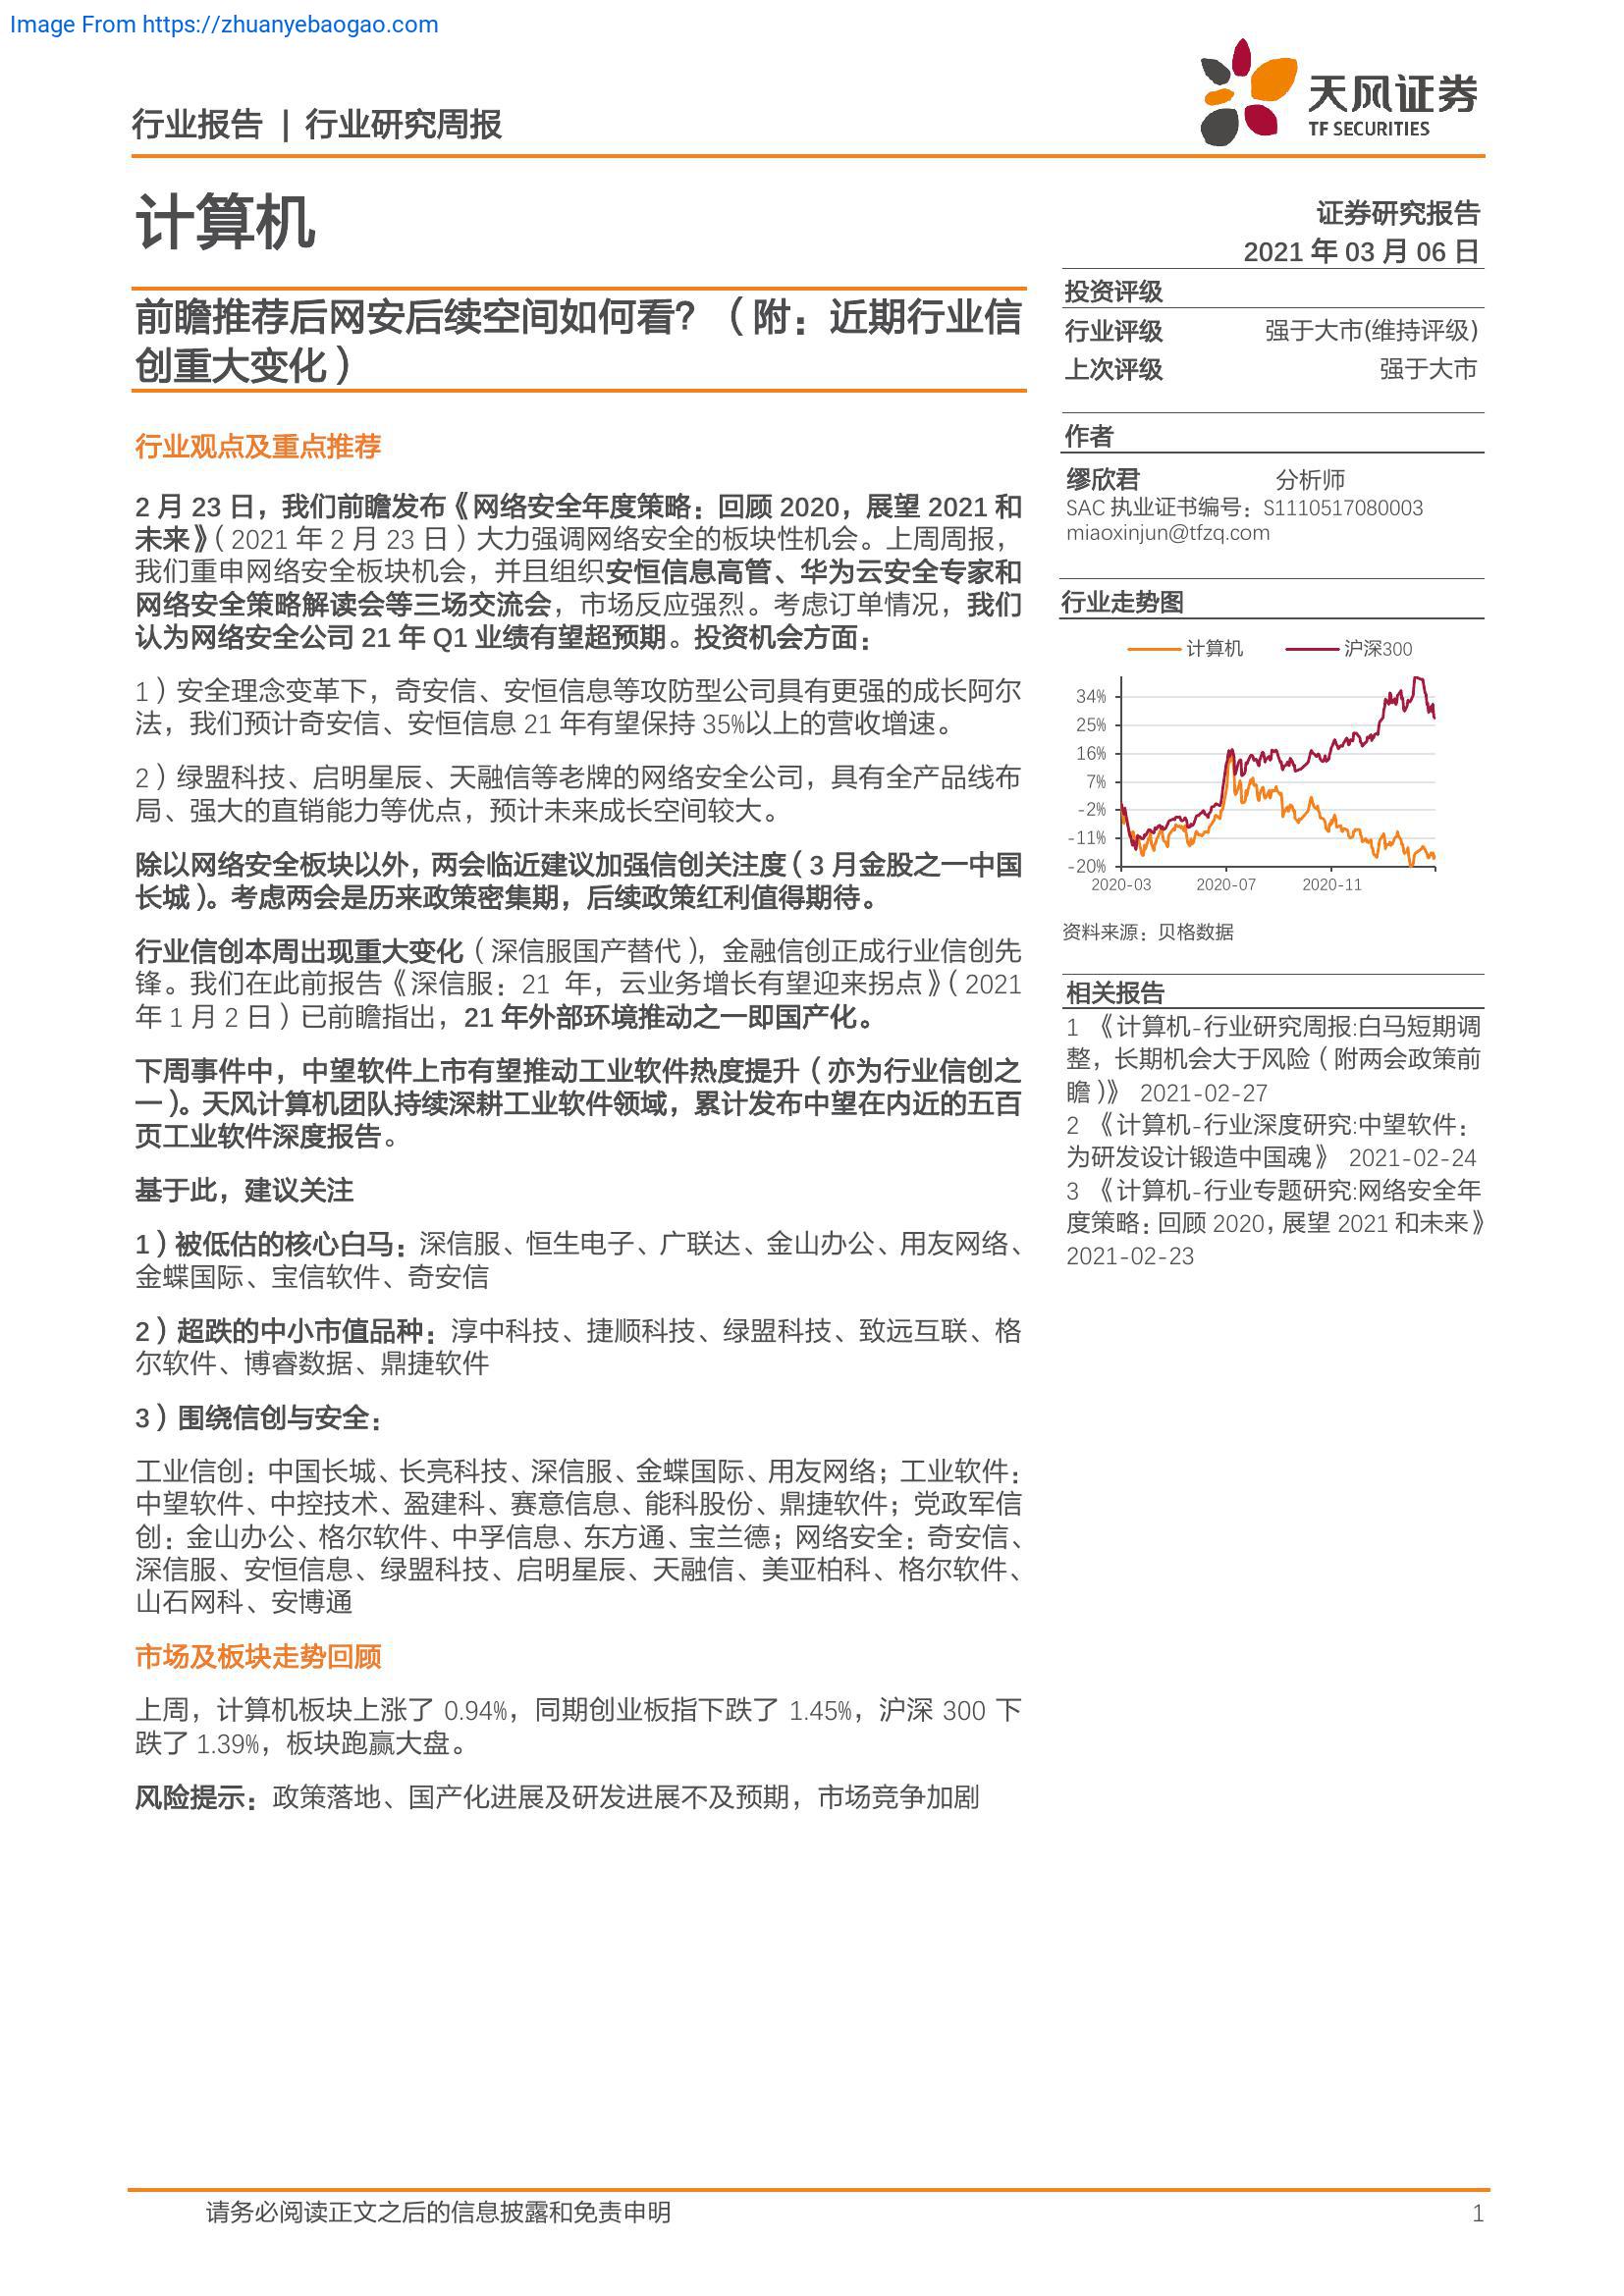 Image From https://zhuanyebaogao.com
行业报告 | 行业研究周报
天风证券
TF SECURITIES
计算机
证券研究报告
2021 年 03 月 06 日
前瞻推荐后网安后续空间如何看？（附：近期行业信
创重大变化）
行业观点及重点推荐
2 月 23 日，我们前瞻发布《网络安全年度策略：回顾 2020，展望 2021 和
未来》（2021 年 2 月 23 日）大力强调网络安全的板块性机会。上周周报，
我们重申网络安全板块机会，并且组织安恒信息高管、华为云安全专家和
网络安全策略解读会等三场交流会，市场反应强烈。考虑订单情况，我们
认为网络安全公司 21 年 Q1 业绩有望超预期。投资机会方面：
1）安全理念变革下，奇安信、安恒信息等攻防型公司具有更强的成长阿尔
法，我们预计奇安信、安恒信息 21 年有望保持 35%以上的营收增速。
2）绿盟科技、启明星辰、天融信等老牌的网络安全公司，具有全产品线布
局、强大的直销能力等优点，预计未来成长空间较大。
除以网络安全板块以外，两会临近建议加强信创关注度（3 月金股之一中国
长城）。考虑两会是历来政策密集期，后续政策红利值得期待。
行业信创本周出现重大变化（深信服国产替代），金融信创正成行业信创先
锋。我们在此前报告《深信服：21 年，云业务增长有望迎来拐点》（2021
年 1 月 2 日）已前瞻指出，21 年外部环境推动之一即国产化。
下周事件中，中望软件上市有望推动工业软件热度提升（亦为行业信创之
一）。天风计算机团队持续深耕工业软件领域，累计发布中望在内近的五百
页工业软件深度报告。
基于此，建议关注
1）被低估的核心白马：深信服、恒生电子、广联达、金山办公、用友网络、
金蝶国际、宝信软件、奇安信
2）超跌的中小市值品种：淳中科技、捷顺科技、绿盟科技、致远互联、格
尔软件、博睿数据、鼎捷软件
3）围绕信创与安全：
工业信创：中国长城、长亮科技、深信服、金蝶国际、用友网络；工业软件：
中望软件、中控技术、盈建科、赛意信息、能科股份、鼎捷软件；党政军信
创：金山办公、格尔软件、中孚信息、东方通、宝兰德；网络安全：奇安信、
深信服、安恒信息、绿盟科技、启明星辰、天融信、美亚柏科、格尔软件、
山石网科、安博通
市场及板块走势回顾
上周，计算机板块上涨了 0.94%，同期创业板指下跌了 1.45%，沪深 300 下
跌了 1.39%，板块跑赢大盘。
风险提示：政策落地、国产化进展及研发进展不及预期，市场竞争加剧
投资评级
行业评级 强于大市(维持评级)
上次评级 强于大市
作者
缪欣君 分析师
SAC 执业证书编号：S1110517080003
miaoxinjun@tfzq.com
行业走势图
计算机 沪深300
34%
25%
16%
7%
-2%
-11%
-20%
2020-03 2020-07 2020-11
资料来源：贝格数据
相关报告
1 《计算机-行业研究周报:白马短期调
整，长期机会大于风险（附两会政策前
瞻）》 2021-02-27
2 《计算机-行业深度研究:中望软件：
为研发设计锻造中国魂》 2021-02-24
3 《计算机-行业专题研究:网络安全年
度策略：回顾 2020，展望 2021 和未来》
2021-02-23
请务必阅读正文之后的信息披露和免责申明 1